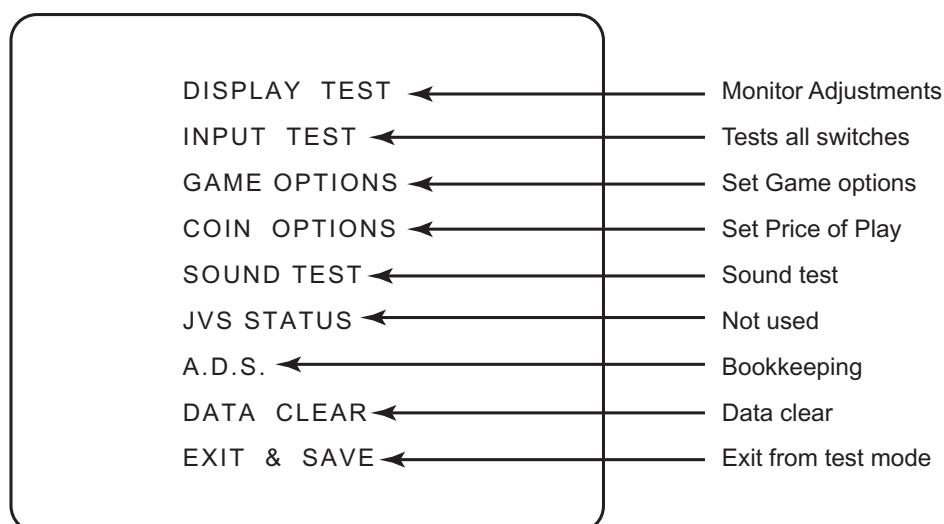 DISPLAY TEST Monitor Adjustments
INPUT TEST Tests all switches
GAME OPTIONS Set Game options
COIN OPTIONS Set Price of Play
SOUND TEST Sound test
JVS STATUS Not used
A.D.S. Bookkeeping
DATA CLEAR Data clear
EXIT & SAVE Exit from test mode